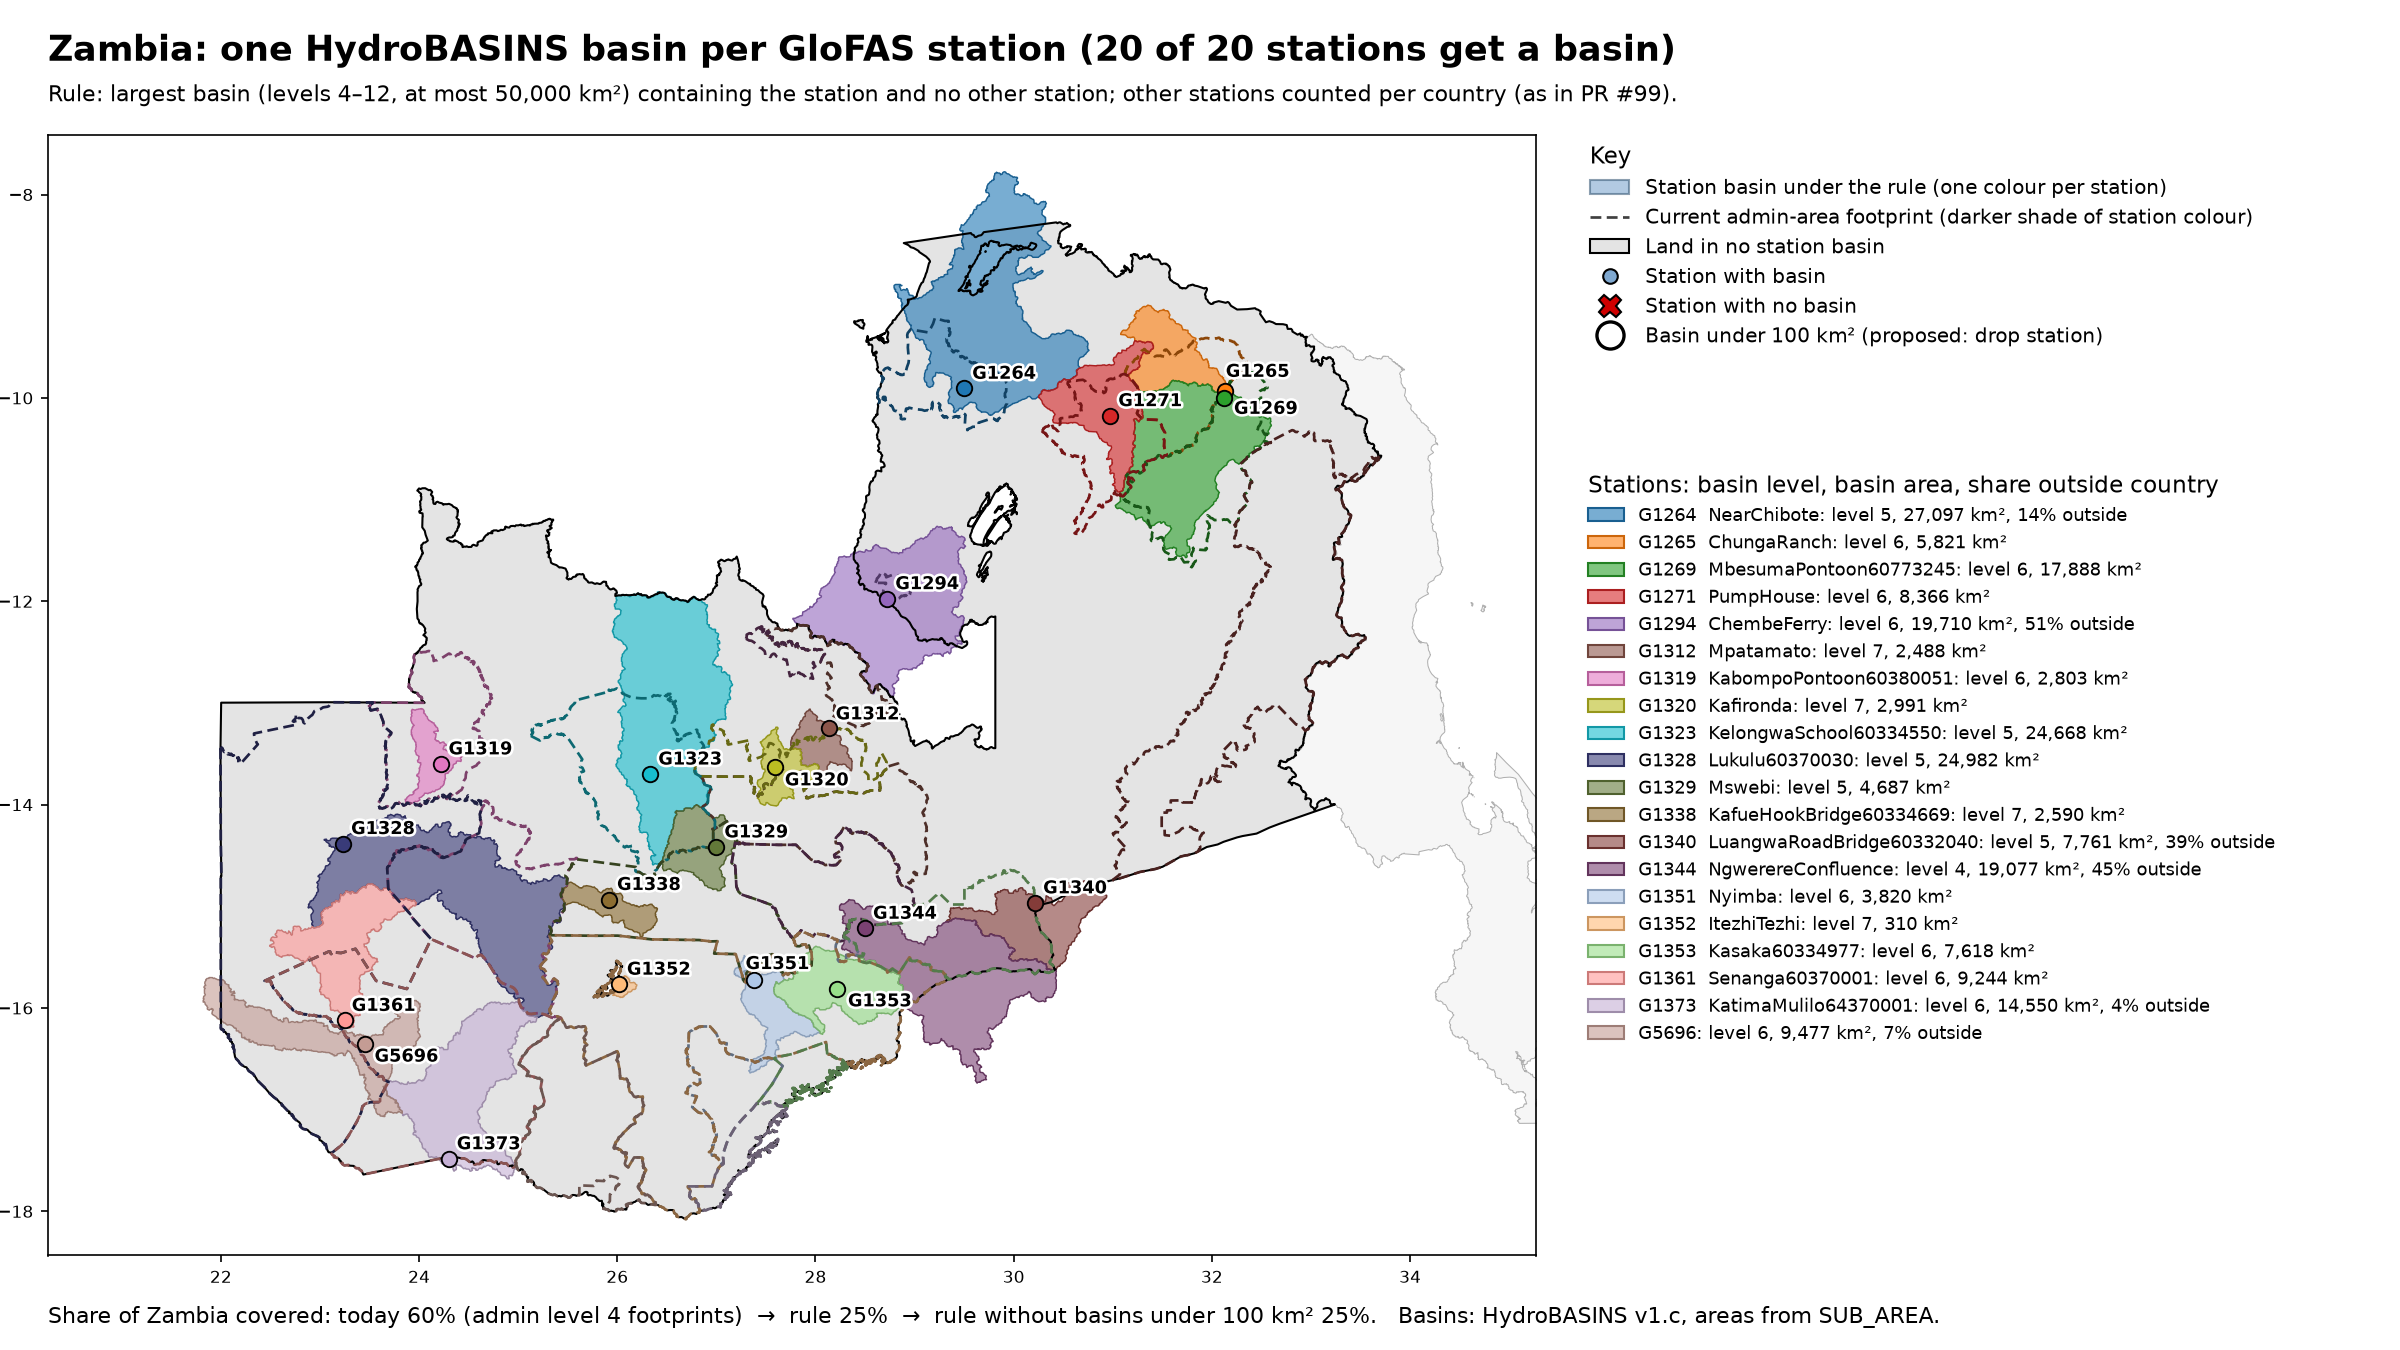 Zambia: one HydroBASINS basin per GloFAS station (20 of 20 stations get a basin)
Rule: largest basin (levels 4–12, at most 50,000 km²) containing the station and no other station; other stations counted per country (as in PR #99).
Key
Station basin under the rule (one colour per station)
Current admin-area footprint (darker shade of station colour)
Land in no station basin
Station with basin
Station with no basin
Basin under 100 km² (proposed: drop station)
Stations: basin level, basin area, share outside country
G1264 NearChibote: level 5, 27,097 km², 14% outside
G1265 ChungaRanch: level 6, 5,821 km²
G1269 MbesumaPontoon60773245: level 6, 17,888 km²
G1271 PumpHouse: level 6, 8,366 km²
G1294 ChembeFerry: level 6, 19,710 km², 51% outside
G1312 Mpatamato: level 7, 2,488 km²
G1319 KabompoPontoon60380051: level 6, 2,803 km²
G1320 Kafironda: level 7, 2,991 km²
G1323 KelongwaSchool60334550: level 5, 24,668 km²
G1328 Lukulu60370030: level 5, 24,982 km²
G1329 Mswebi: level 5, 4,687 km²
G1338 KafueHookBridge60334669: level 7, 2,590 km²
G1340 LuangwaRoadBridge60332040: level 5, 7,761 km², 39% outside
G1344 NgwerereConfluence: level 4, 19,077 km², 45% outside
G1351 Nyimba: level 6, 3,820 km²
G1352 ItezhiTezhi: level 7, 310 km²
G1353 Kasaka60334977: level 6, 7,618 km²
G1361 Senanga60370001: level 6, 9,244 km²
G1373 KatimaMulilo64370001: level 6, 14,550 km², 4% outside
G5696: level 6, 9,477 km², 7% outside
−8
−10
−12
−14
−16
−18
G1264
G1265
G1271
G1269
G1294
G1312
G1319
G1323
G1320
G1328
G1329
G1338
G1340
G1344
G1351
G1352
G1353
G1361
G5696
G1373
22
24
26
28
30
32
34
Share of Zambia covered: today 60% (admin level 4 footprints) → rule 25% → rule without basins under 100 km² 25%. Basins: HydroBASINS v1.c, areas from SUB_AREA.